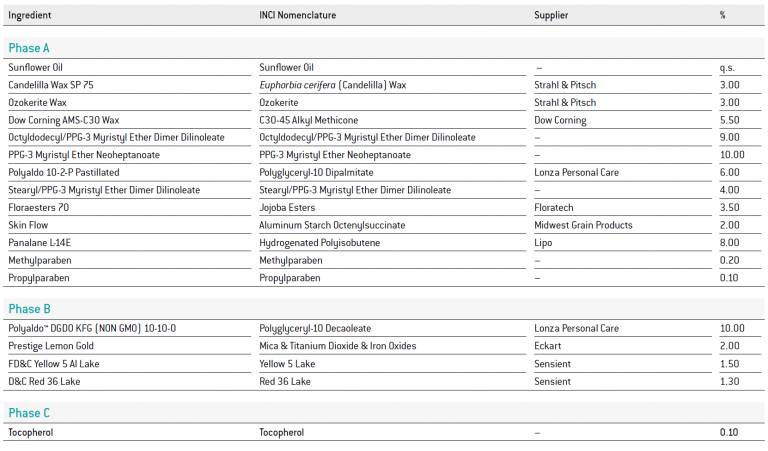 Ingredient INCI Nomenclature Supplier %
Phase A
Sunflower Oil Sunflower Oil – q.s.
Candelilla Wax SP 75 Euphorbia cerifera (Candelilla) Wax Strahl & Pitsch 3.00
Ozokerite Wax Ozokerite Strahl & Pitsch 3.00
Dow Corning AMS-C30 Wax C30-45 Alkyl Methicone Dow Corning 5.50
Octyldodecyl/PPG-3 Myristyl Ether Dimer Dilinoleate Octyldodecyl/PPG-3 Myristyl Ether Dimer Dilinoleate – 9.00
PPG-3 Myristyl Ether Neoheptanoate PPG-3 Myristyl Ether Neoheptanoate – 10.00
Polyaldo 10-2-P Pastillated Polyglyceryl-10 Dipalmitate Lonza Personal Care 6.00
Stearyl/PPG-3 Myristyl Ether Dimer Dilinoleate Stearyl/PPG-3 Myristyl Ether Dimer Dilinoleate – 4.00
Floraesters 70 Jojoba Esters Floratech 3.50
Skin Flow Aluminum Starch Octenylsuccinate Midwest Grain Products 2.00
Panalane L-14E Hydrogenated Polyisobutene Lipo 8.00
Methylparaben Methylparaben – 0.20
Propylparaben Propylparaben – 0.10
Phase B
Polyaldo™ DGDO KFG (NON GMO) 10-10-O Polyglyceryl-10 Decaoleate Lonza Personal Care 10.00
Prestige Lemon Gold Mica & Titanium Dioxide & Iron Oxides Eckart 2.00
FD&C Yellow 5 Al Lake Yellow 5 Lake Sensient 1.50
D&C Red 36 Lake Red 36 Lake Sensient 1.30
Phase C
Tocopherol Tocopherol – 0.10